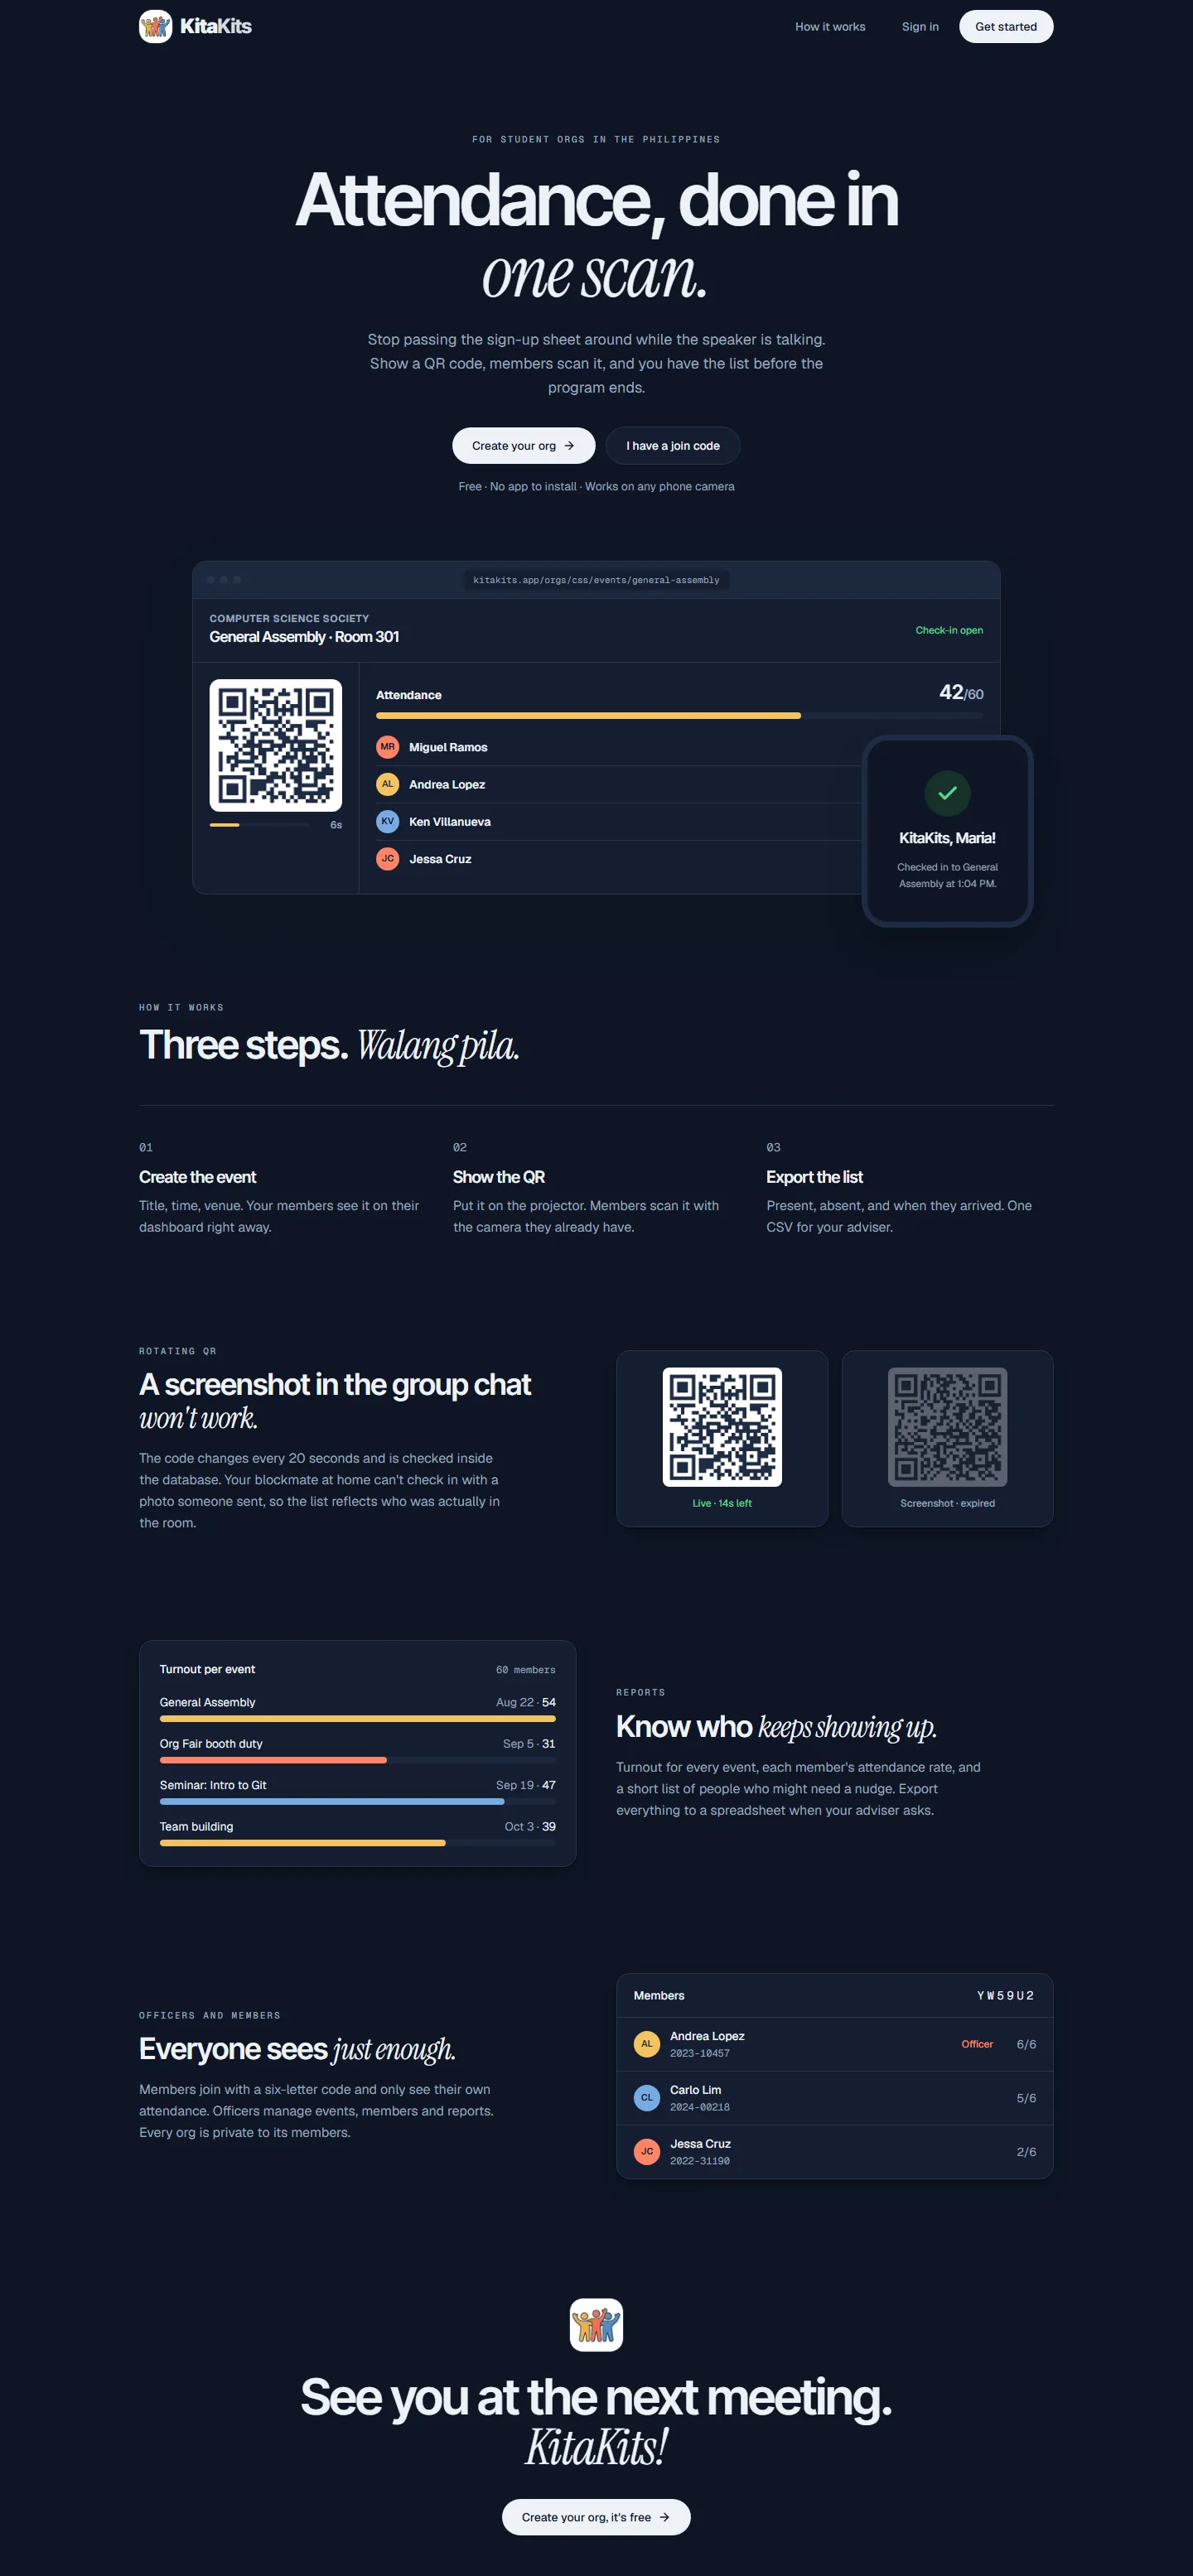 KitaKits
How it works
Sign in
Get started
FOR STUDENT ORGS IN THE PHILIPPINES
Attendance, done in
one scan.
Stop passing the sign-up sheet around while the speaker is talking.
Show a QR code, members scan it, and you have the list before the
program ends.
Create your org →
I have a join code
Free · No app to install · Works on any phone camera
kitakits.app/orgs/css/events/general-assembly
COMPUTER SCIENCE SOCIETY
General Assembly · Room 301
Check-in open
6s
Attendance
42/60
MR Miguel Ramos
AL Andrea Lopez
KV Ken Villanueva
JC Jessa Cruz
KitaKits, Maria!
Checked in to General
Assembly at 1:04 PM.
HOW IT WORKS
Three steps. Walang pila.
01
Create the event
Title, time, venue. Your members see it on their
dashboard right away.
02
Show the QR
Put it on the projector. Members scan it with
the camera they already have.
03
Export the list
Present, absent, and when they arrived. One
CSV for your adviser.
ROTATING QR
A screenshot in the group chat
won't work.
The code changes every 20 seconds and is checked inside
the database. Your blockmate at home can't check in with a
photo someone sent, so the list reflects who was actually in
the room.
Live · 14s left
Screenshot · expired
Turnout per event
60 members
General Assembly
Aug 22 · 54
Org Fair booth duty
Sep 5 · 31
Seminar: Intro to Git
Sep 19 · 47
Team building
Oct 3 · 39
REPORTS
Know who keeps showing up.
Turnout for every event, each member's attendance rate, and
a short list of people who might need a nudge. Export
everything to a spreadsheet when your adviser asks.
OFFICERS AND MEMBERS
Everyone sees just enough.
Members join with a six-letter code and only see their own
attendance. Officers manage events, members and reports.
Every org is private to its members.
Members
YW59U2
AL Andrea Lopez
2023-10457
Officer
6/6
CL Carlo Lim
2024-00218
5/6
JC Jessa Cruz
2022-31190
2/6
See you at the next meeting.
KitaKits!
Create your org, it's free →